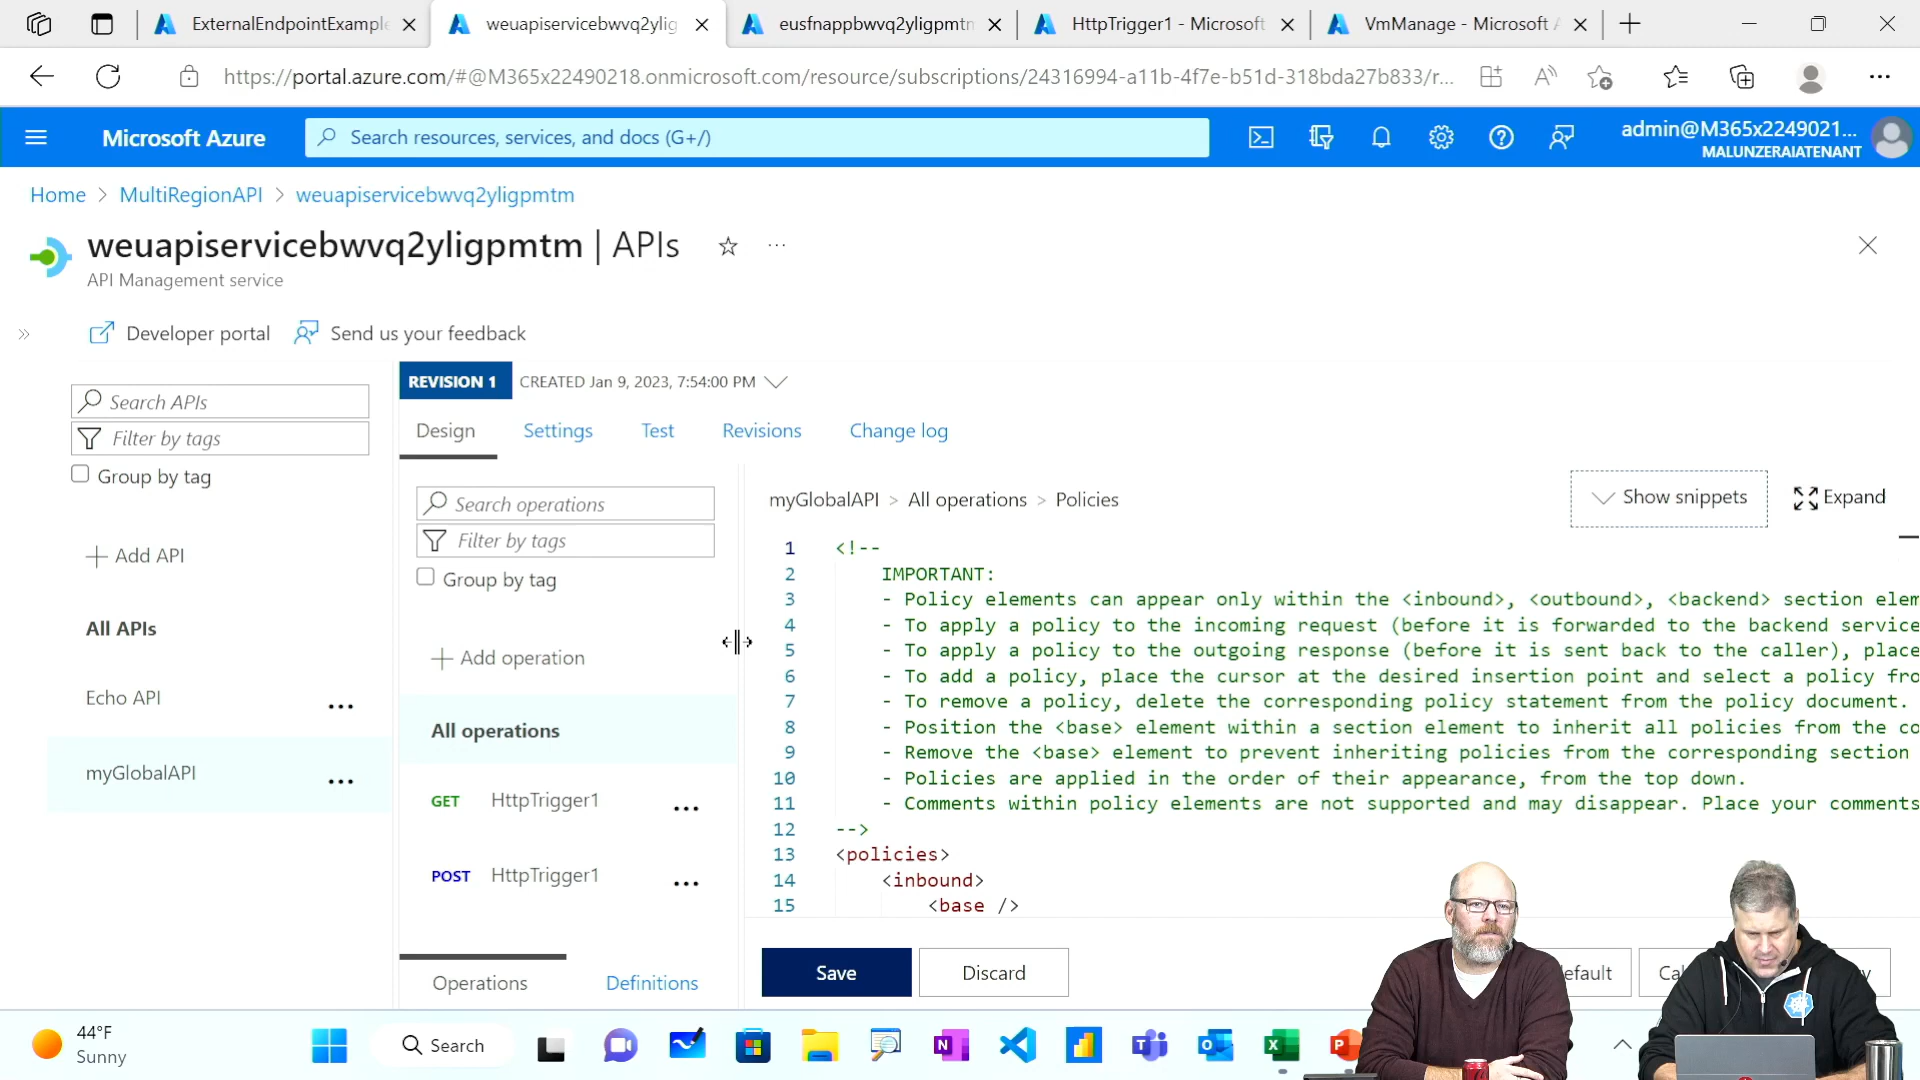 ExternalEndpointExample
weuapiservicebwvq2ylig
eusfnappbwvq2yligpmtm
HttpTrigger1 - Microsoft
VmManage - Microsoft A
https://portal.azure.com/#@M365x22490218.onmicrosoft.com/resource/subscriptions/24316994-a11b-4f7e-b51d-318bda27b833/r...
Microsoft Azure
Search resources, services, and docs (G+/)
admin@M365x2249021...
MALUNZERAIATENANT
Home > MultiRegionAPI > weuapiservicebwvq2yligpmtm
weuapiservicebwvq2yligpmtm | APIs
API Management service
Developer portal
Send us your feedback
Search APIs
Filter by tags
Group by tag
Add API
All APIs
Echo API
myGlobalAPI
REVISION 1
CREATED Jan 9, 2023, 7:54:00 PM
Design
Settings
Test
Revisions
Change log
Search operations
Filter by tags
Group by tag
Add operation
All operations
GET HttpTrigger1
POST HttpTrigger1
Operations
Definitions
myGlobalAPI > All operations > Policies
Show snippets
Expand
1 <!--
2 IMPORTANT:
3 - Policy elements can appear only within the <inbound>, <outbound>, <backend> section elem
4 - To apply a policy to the incoming request (before it is forwarded to the backend service
5 - To apply a policy to the outgoing response (before it is sent back to the caller), place
6 - To add a policy, place the cursor at the desired insertion point and select a policy fro
7 - To remove a policy, delete the corresponding policy statement from the policy document.
8 - Position the <base> element within a section element to inherit all policies from the co
9 - Remove the <base> element to prevent inheriting policies from the corresponding section
10 - Policies are applied in the order of their appearance, from the top down.
11 - Comments within policy elements are not supported and may disappear. Place your comments
12 -->
13 <policies>
14 <inbound>
15 <base />
Save
Discard
efault
Cal
y
44°F
Sunny
Search